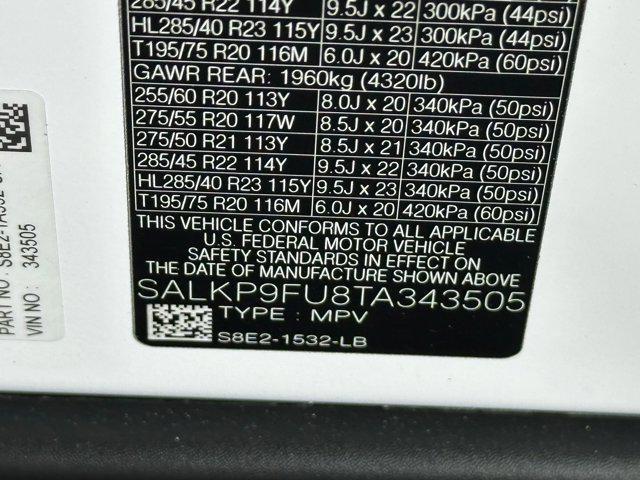 285/45 R22 114Y 9.5J x 22 300kPa (44psi)
HL285/40 R23 115Y 9.5J x 23 300kPa (44psi)
T195/75 R20 116M 6.0J x 20 420kPa (60psi)
GAWR REAR: 1960kg (4320lb)
255/60 R20 113Y 8.0J x 20 340kPa (50psi)
275/55 R20 117W 8.5J x 20 340kPa (50psi)
275/50 R21 113Y 8.5J x 21 340kPa (50psi)
285/45 R22 114Y 9.5J x 22 340kPa (50psi)
HL285/40 R23 115Y 9.5J x 23 340kPa (50psi)
T195/75 R20 116M 6.0J x 20 420kPa (60psi)
THIS VEHICLE CONFORMS TO ALL APPLICABLE
U.S. FEDERAL MOTOR VEHICLE
SAFETY STANDARDS IN EFFECT ON
THE DATE OF MANUFACTURE SHOWN ABOVE
SALKP9FU8TA343505
TYPE : MPV
S8E2-1532-LB
PART NO :
VIN NO : 343505